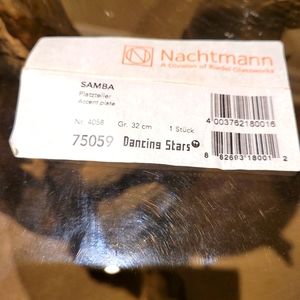 Nachtmann
A Division of Riedel Glassworks
SAMBA
Platzteller
Accent plate
Nr. 4058 Gr. 32 cm 1 Stück
75059 Dancing Stars
4 003762 180016
8 82693 18001 2